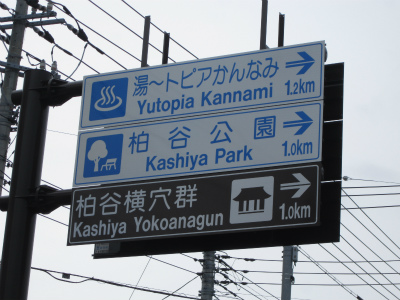 湯〜トピアかんなみ
Yutopia Kannami
1.2km
柏谷公園
Kashiya Park
1.0km
柏谷横穴群
Kashiya Yokoanagun
1.0km